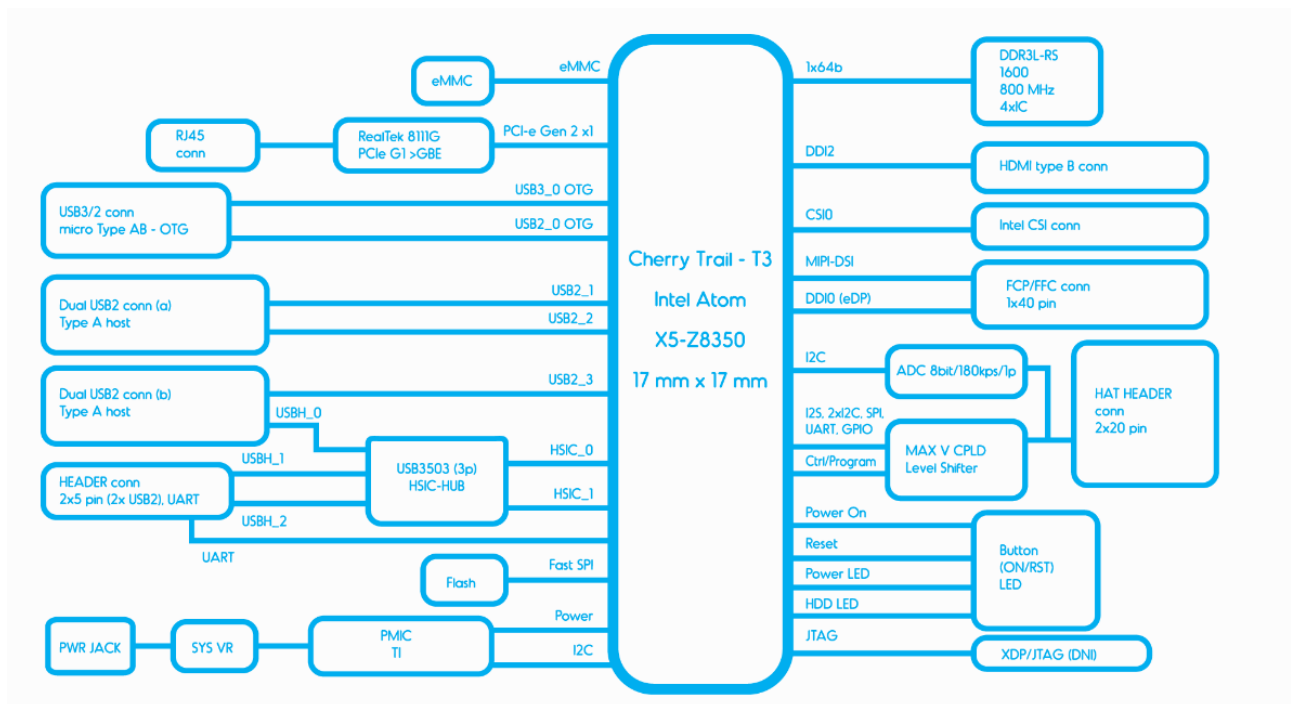 eMMC
eMMC
RJ45
conn
RealTek 8111G
PCIe G1 >GBE
PCI-e Gen 2 x1
USB3/2 conn
micro Type AB - OTG
USB3_0 OTG
USB2_0 OTG
Dual USB2 conn (a)
Type A host
USB2_1
USB2_2
Dual USB2 conn (b)
Type A host
USB2_3
USBH_0
USBH_1
HEADER conn
2x5 pin (2x USB2), UART
USBH_2
UART
USB3503 (3p)
HSIC-HUB
HSIC_0
HSIC_1
Flash
Fast SPI
PWR JACK
SYS VR
PMIC
TI
Power
I2C
Cherry Trail - T3
Intel Atom
X5-Z8350
17 mm x 17 mm
1x64b
DDR3L-RS
1600
800 MHz
4xIC
DDI2
HDMI type B conn
CSI0
Intel CSI conn
MIPI-DSI
DDI0 (eDP)
FCP/FFC conn
1x40 pin
I2C
ADC 8bit/180kps/1p
I2S, 2xI2C, SPI,
UART, GPIO
Ctrl/Program
MAX V CPLD
Level Shifter
HAT HEADER
conn
2x20 pin
Power On
Reset
Power LED
HDD LED
Button
(ON/RST)
LED
JTAG
XDP/JTAG (DNI)